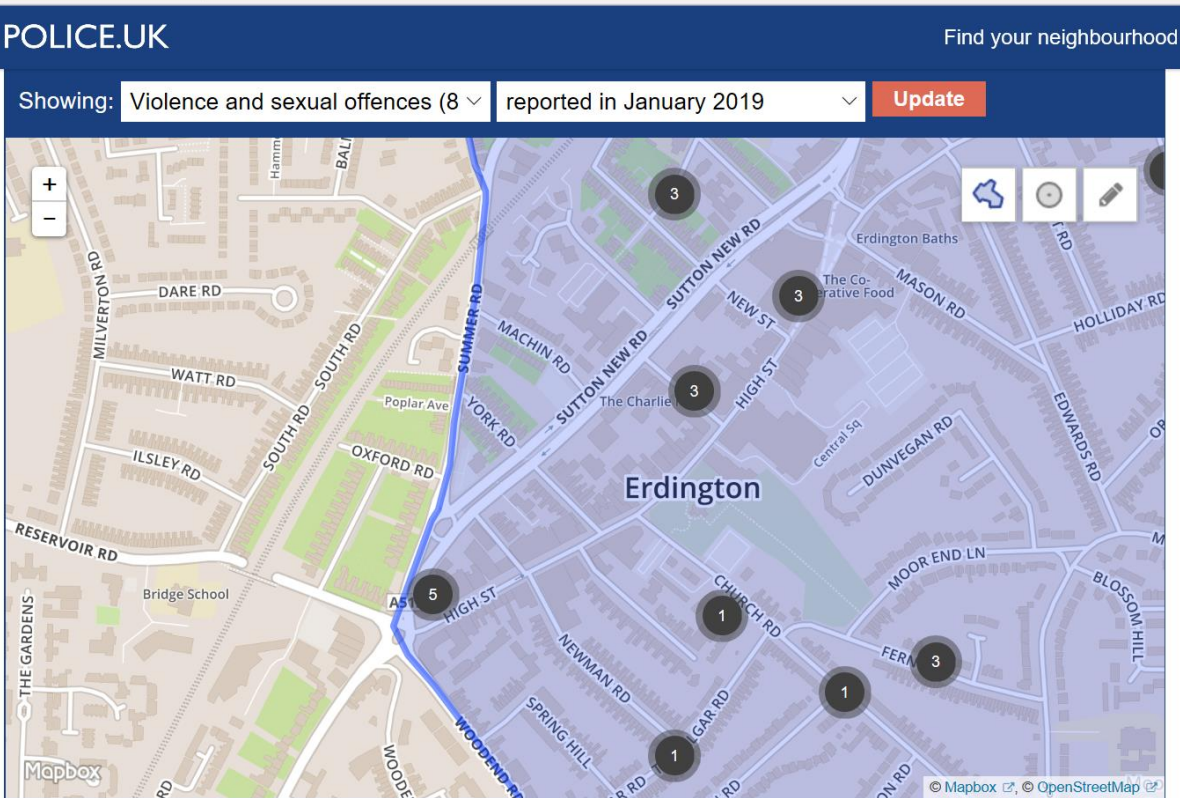 POLICE.UK
Find your neighbourhood
Showing:
Violence and sexual offences (8
reported in January 2019
Update
+
−
3
Erdington Baths
MILVERTON RD
DARE RD
SOUTH RD
SUMMER RD
SUTTON NEW RD
NEW ST
3
The Co-
erative Food
MASON RD
HOLLIDAY RD
MACHIN RD
WATT RD
SOUTH RD
Poplar Ave
YORK RD
SUTTON NEW RD
The Charlie
3
HIGH ST
Central Sq
DUNVEGAN RD
EDWARDS RD
ILSLEY RD
OXFORD RD
Erdington
RESERVOIR RD
MOOR END LN
BLOSSOM HILL
Bridge School
5
HIGH ST
CHURCH RD
1
THE GARDENS
NEWMAN RD
FERN
3
1
SPRING HILL
GAR RD
WOODEND RD
1
Mapbox
© Mapbox, © OpenStreetMap